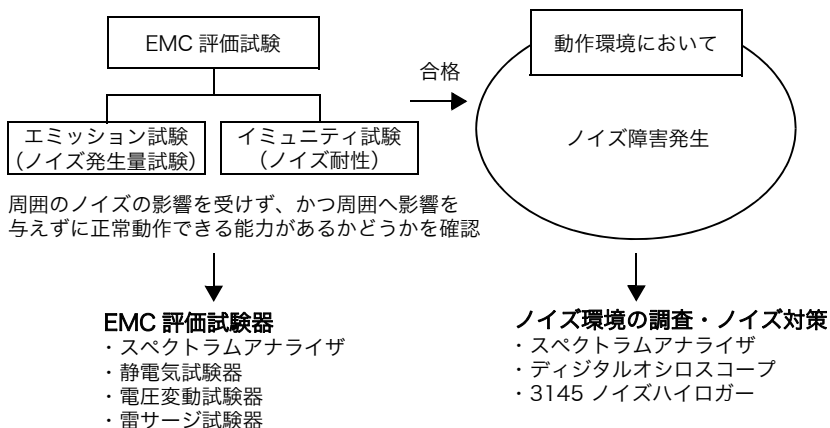 EMC 評価試験
エミッション試験
(ノイズ発生量試験)
イミュニティ試験
(ノイズ耐性)
周囲のノイズの影響を受けず、かつ周囲へ影響を
与えずに正常動作できる能力があるかどうかを確認
合格
動作環境において
ノイズ障害発生
EMC 評価試験器
・スペクトラムアナライザ
・静電気試験器
・電圧変動試験器
・雷サージ試験器
ノイズ環境の調査・ノイズ対策
・スペクトラムアナライザ
・ディジタルオシロスコープ
・3145 ノイズハイロガー